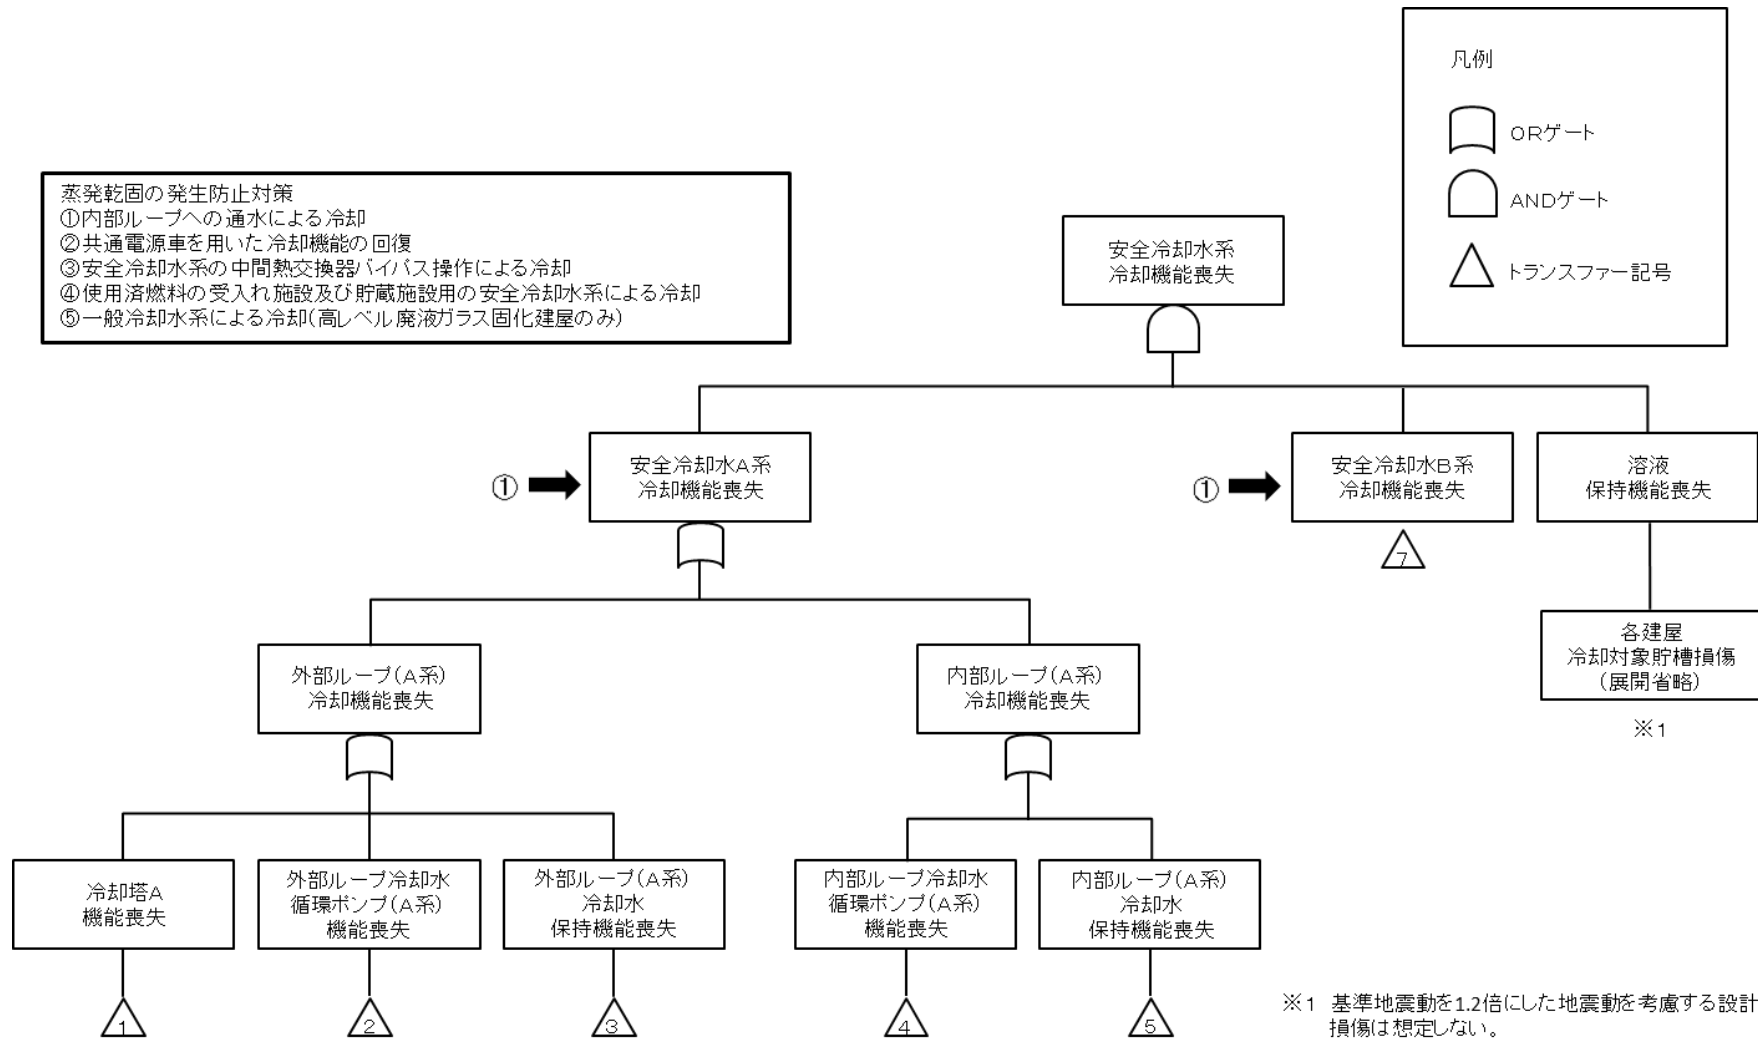 凡例
ORゲート
ANDゲート
トランスファー記号
蒸発乾固の発生防止対策
①内部ループへの通水による冷却
②共通電源車を用いた冷却機能の回復
③安全冷却水系の中間熱交換器バイパス操作による冷却
④使用済燃料の受入れ施設及び貯蔵施設用の安全冷却水系による冷却
⑤一般冷却水系による冷却(高レベル廃液ガラス固化建屋のみ)
安全冷却水系
冷却機能喪失
①
安全冷却水A系
冷却機能喪失
①
安全冷却水B系
冷却機能喪失
7
溶液
保持機能喪失
外部ループ(A系)
冷却機能喪失
内部ループ(A系)
冷却機能喪失
各建屋
冷却対象貯槽損傷
(展開省略)
※1
冷却塔A
機能喪失
外部ループ冷却水
循環ポンプ(A系)
機能喪失
外部ループ(A系)
冷却水
保持機能喪失
内部ループ冷却水
循環ポンプ(A系)
機能喪失
内部ループ(A系)
冷却水
保持機能喪失
1
2
3
4
5
※1 基準地震動を1.2倍にした地震動を考慮する設計
損傷は想定しない。